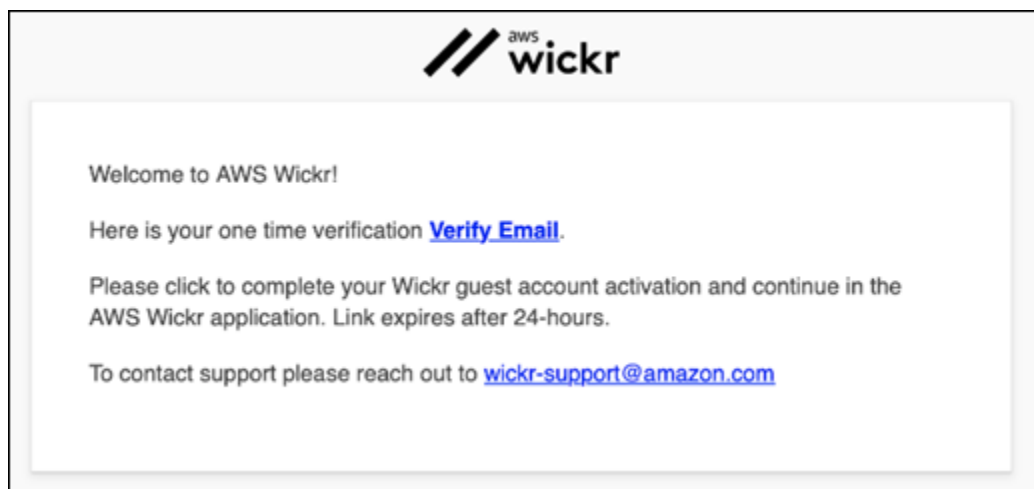 aws
wickr
Welcome to AWS Wickr!
Here is your one time verification Verify Email.
Please click to complete your Wickr guest account activation and continue in the
AWS Wickr application. Link expires after 24-hours.
To contact support please reach out to wickr-support@amazon.com